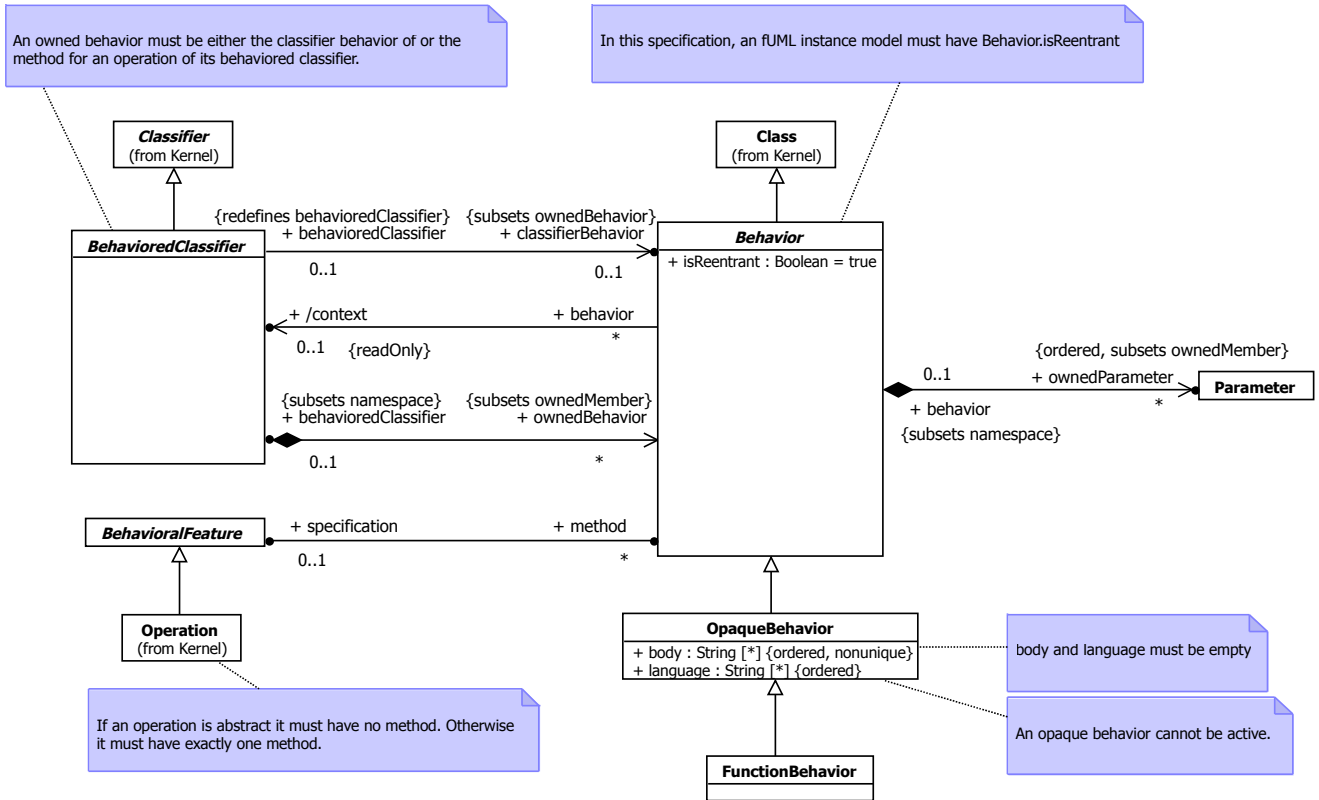 An owned behavior must be either the classifier behavior of or the
method for an operation of its behaviored classifier.
In this specification, an fUML instance model must have Behavior.isReentrant
Classifier
(from Kernel)
Class
(from Kernel)
{redefines behavioredClassifier}
+ behavioredClassifier
0..1
{subsets ownedBehavior}
+ classifierBehavior
0..1
BehavioredClassifier
Behavior
+ isReentrant : Boolean = true
+ /context
0..1
{readOnly}
+ behavior
*
{subsets namespace}
+ behavioredClassifier
0..1
{subsets ownedMember}
+ ownedBehavior
*
0..1
+ behavior
{subsets namespace}
{ordered, subsets ownedMember}
+ ownedParameter
*
Parameter
BehavioralFeature
+ specification
0..1
+ method
*
Operation
(from Kernel)
OpaqueBehavior
+ body : String [*] {ordered, nonunique}
+ language : String [*] {ordered}
body and language must be empty
If an operation is abstract it must have no method. Otherwise
it must have exactly one method.
An opaque behavior cannot be active.
FunctionBehavior